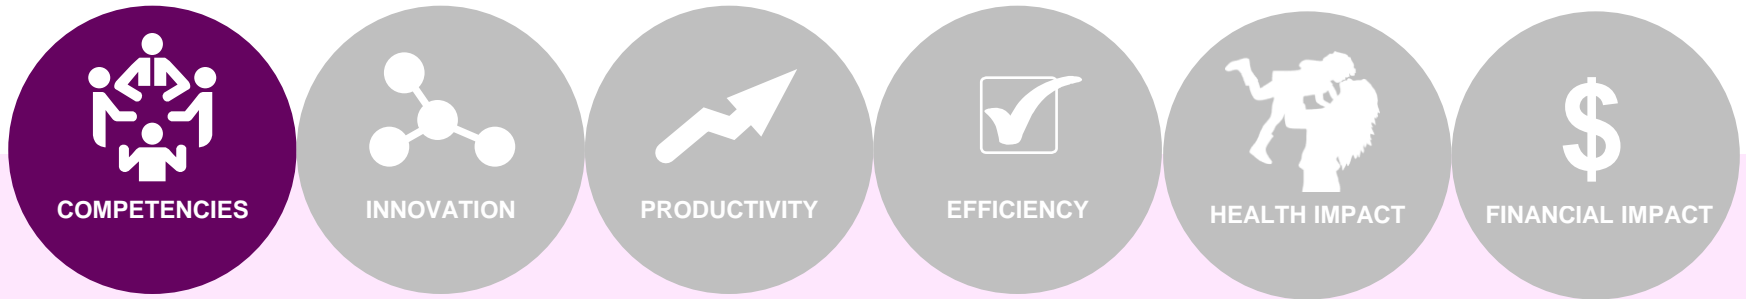 COMPETENCIES
INNOVATION
PRODUCTIVITY
EFFICIENCY
HEALTH IMPACT
$
FINANCIAL IMPACT